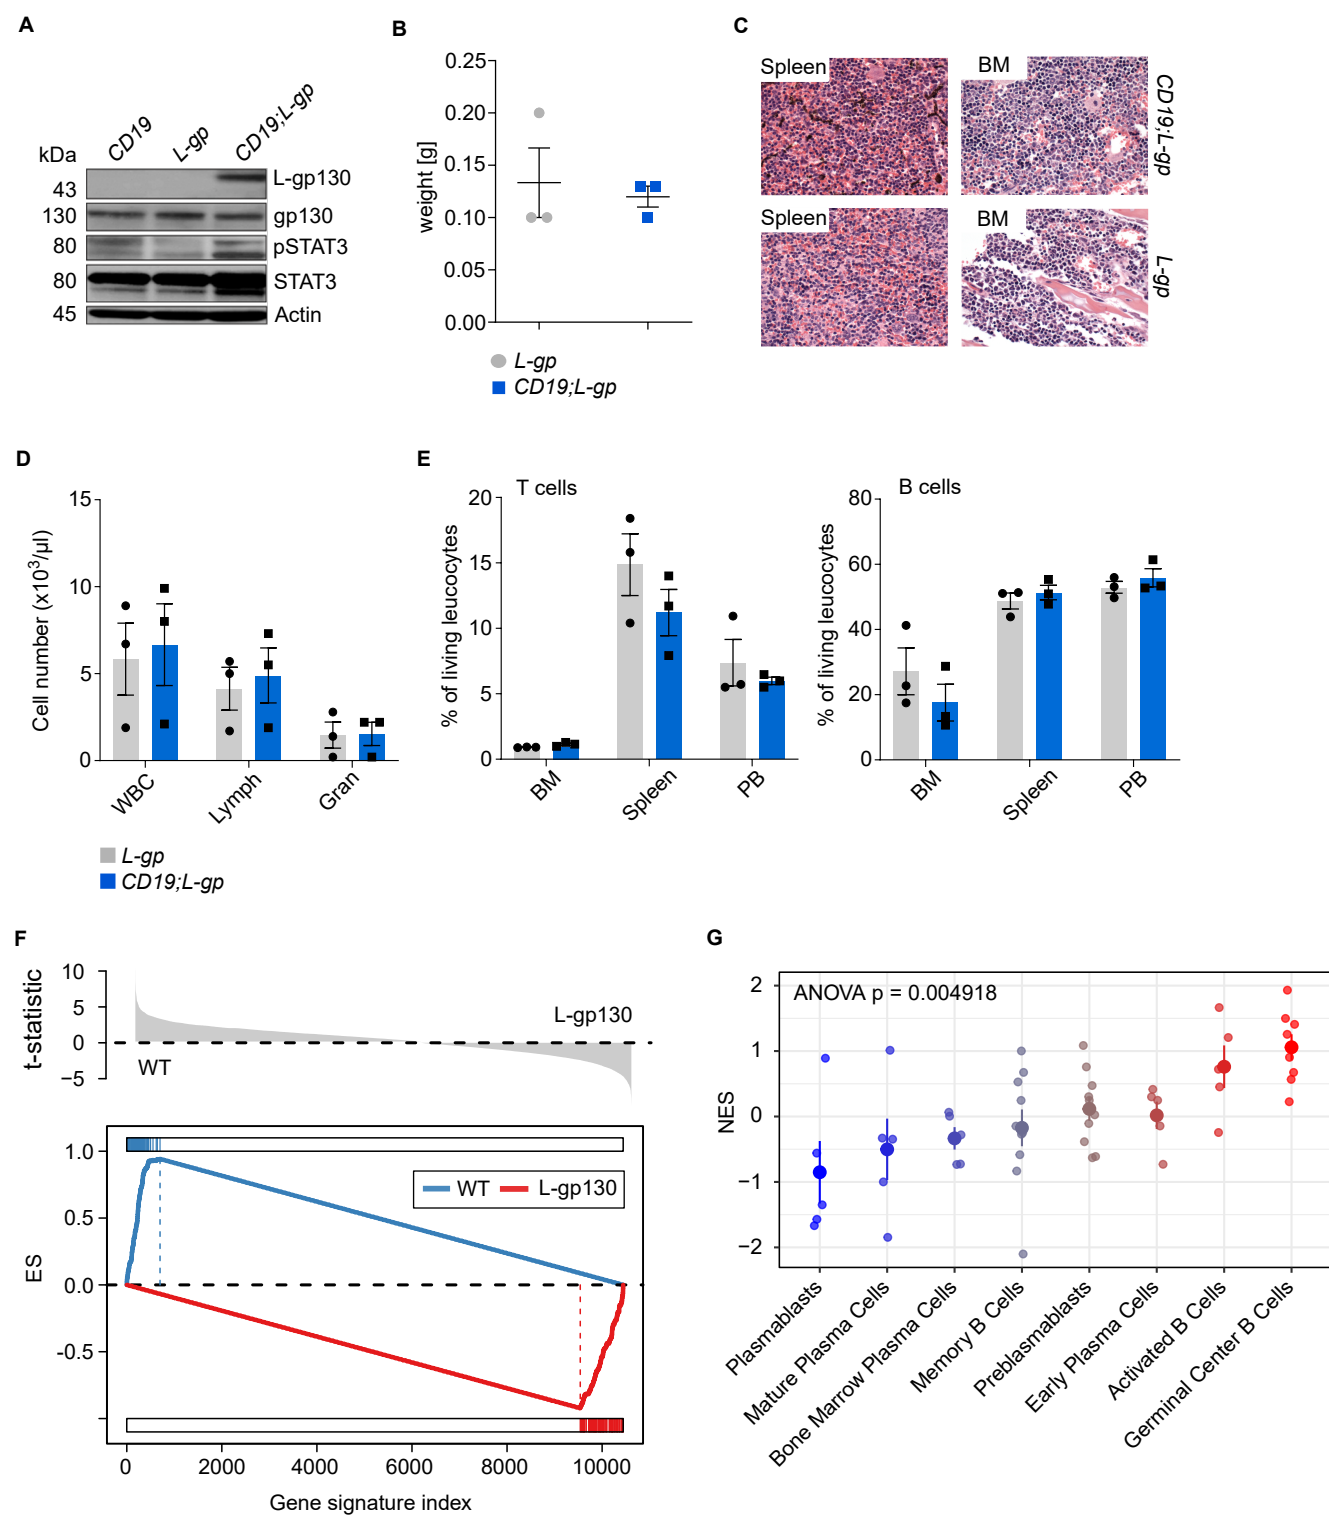 A
CD19
L-gp
CD19;L-gp
kDa
43
L-gp130
130
gp130
80
pSTAT3
80
STAT3
45
Actin
B
0.25
0.20
0.15
0.10
0.05
0.00
weight [g]
L-gp
CD19;L-gp
C
Spleen
BM
CD19;L-gp
Spleen
BM
L-gp
D
15
10
5
0
Cell number (x10³/µl)
WBC
Lymph
Gran
L-gp
CD19;L-gp
E
T cells
20
15
10
5
0
% of living leucocytes
BM
Spleen
PB
B cells
80
60
40
20
0
% of living leucocytes
BM
Spleen
PB
F
10
5
0
−5
t-statistic
L-gp130
WT
1.0
0.5
0.0
-0.5
ES
WT
L-gp130
0
2000
4000
6000
8000
10000
Gene signature index
G
ANOVA p = 0.004918
2
1
0
−1
−2
NES
Plasmablasts
Mature Plasma Cells
Bone Marrow Plasma Cells
Memory B Cells
Preblasmablasts
Early Plasma Cells
Activated B Cells
Germinal Center B Cells